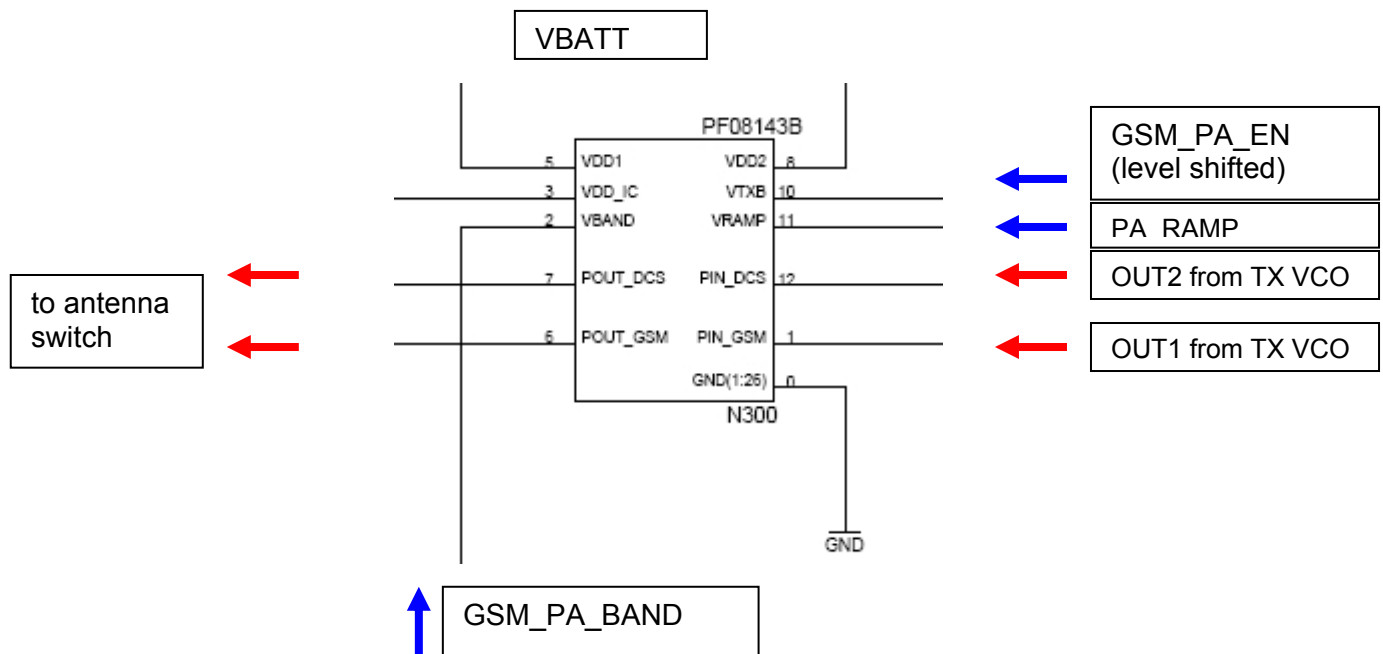 VBATT
PF08143B
GSM_PA_EN
(level shifted)
5 VDD1 VDD2 8
3 VDD_IC VTXB 10
2 VBAND VRAMP 11
PA RAMP
to antenna
switch
7 POUT_DCS PIN_DCS 12
OUT2 from TX VCO
6 POUT_GSM PIN_GSM 1
OUT1 from TX VCO
GND(1:26) 0
N300
GND
GSM_PA_BAND